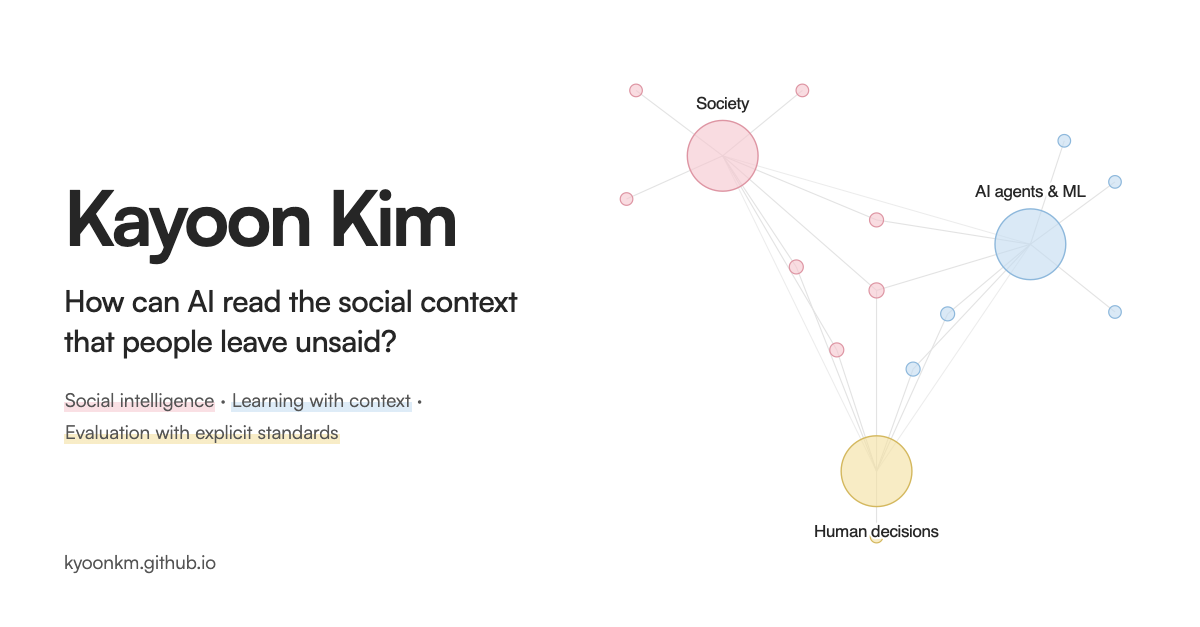 Kayoon Kim
How can AI read the social context
that people leave unsaid?
Social intelligence · Learning with context ·
Evaluation with explicit standards
kyoonkm.github.io
Society
AI agents & ML
Human decisions